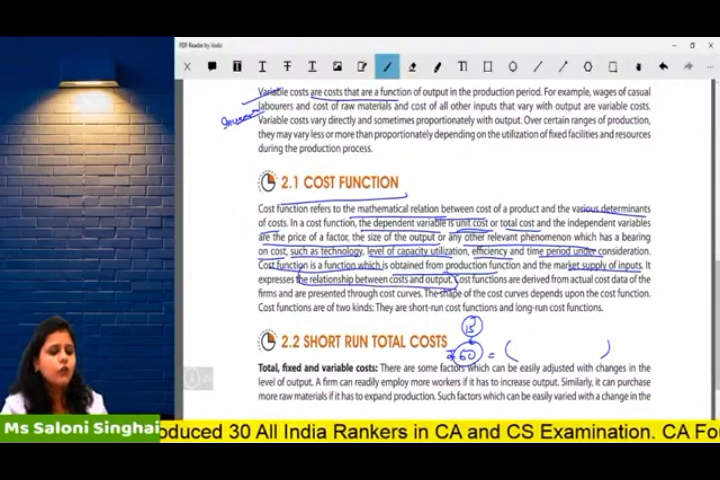 PDF Reader by Xodo
Variable costs are costs that are a function of output in the production period. For example, wages of casual
labourers and cost of raw materials and cost of all other inputs that vary with output are variable costs.
Variable costs vary directly and sometimes proportionately with output. Over certain ranges of production,
they may vary less or more than proportionately depending on the utilization of fixed facilities and resources
during the production process.
2.1 COST FUNCTION
Cost function refers to the mathematical relation between cost of a product and the various determinants
of costs. In a cost function, the dependent variable is unit cost or total cost and the independent variables
are the price of a factor, the size of the output or any other relevant phenomenon which has a bearing
on cost, such as technology, level of capacity utilization, efficiency and time period under consideration.
Cost function is a function which is obtained from production function and the market supply of inputs. It
expresses the relationship between costs and output. Cost functions are derived from actual cost data of the
firms and are presented through cost curves. The shape of the cost curves depends upon the cost function.
Cost functions are of two kinds: They are short-run cost functions and long-run cost functions.
15
2.2 SHORT RUN TOTAL COSTS
₹60 = ( )
Total, fixed and variable costs: There are some factors which can be easily adjusted with changes in the
level of output. A firm can readily employ more workers if it has to increase output. Similarly, it can purchase
more raw materials if it has to expand production. Such factors which can be easily varied with a change in the
Ms Saloni Singhai
oduced 30 All India Rankers in CA and CS Examination. CA Fo